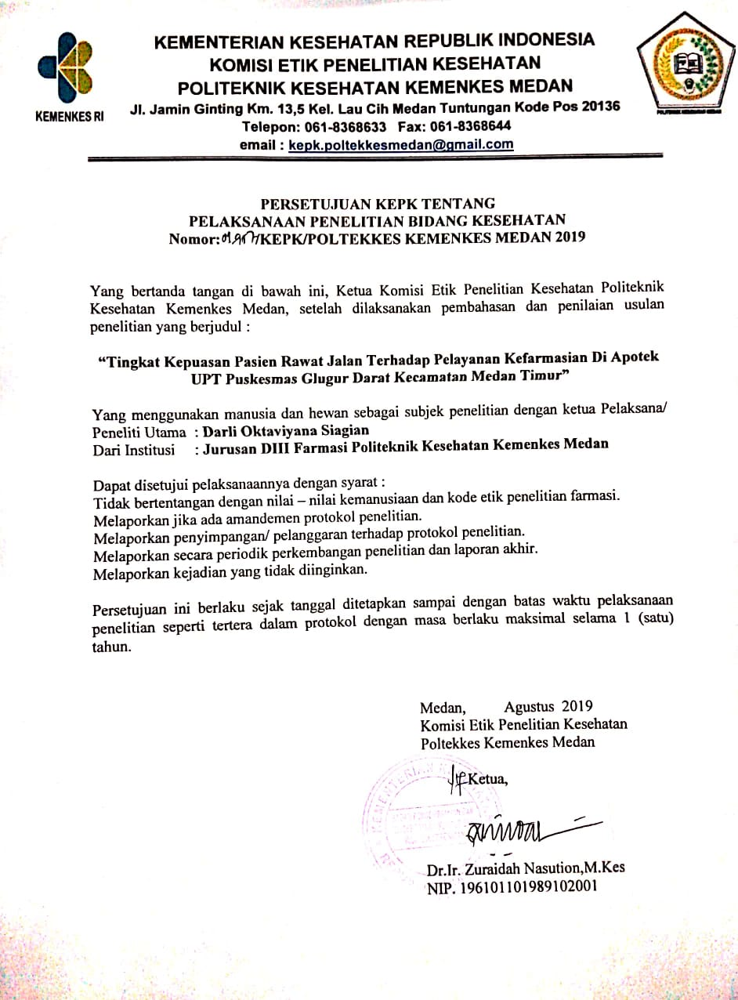 KEMENTERIAN KESEHATAN REPUBLIK INDONESIA
KOMISI ETIK PENELITIAN KESEHATAN
POLITEKNIK KESEHATAN KEMENKES MEDAN
KEMENKES RI
Jl. Jamin Ginting Km. 13,5 Kel. Lau Cih Medan Tuntungan Kode Pos 20136
Telepon: 061-8368633 Fax: 061-8368644
email : kepk.poltekkesmedan@gmail.com
PERSETUJUAN KEPK TENTANG
PELAKSANAAN PENELITIAN BIDANG KESEHATAN
Nomor: /KEPK/POLTEKKES KEMENKES MEDAN 2019
Yang bertanda tangan di bawah ini, Ketua Komisi Etik Penelitian Kesehatan Politeknik
Kesehatan Kemenkes Medan, setelah dilaksanakan pembahasan dan penilaian usulan
penelitian yang berjudul :
“Tingkat Kepuasan Pasien Rawat Jalan Terhadap Pelayanan Kefarmasian Di Apotek
UPT Puskesmas Glugur Darat Kecamatan Medan Timur”
Yang menggunakan manusia dan hewan sebagai subjek penelitian dengan ketua Pelaksana/
Peneliti Utama : Darli Oktaviyana Siagian
Dari Institusi : Jurusan DIII Farmasi Politeknik Kesehatan Kemenkes Medan
Dapat disetujui pelaksanaannya dengan syarat :
Tidak bertentangan dengan nilai – nilai kemanusiaan dan kode etik penelitian farmasi.
Melaporkan jika ada amandemen protokol penelitian.
Melaporkan penyimpangan/ pelanggaran terhadap protokol penelitian.
Melaporkan secara periodik perkembangan penelitian dan laporan akhir.
Melaporkan kejadian yang tidak diinginkan.
Persetujuan ini berlaku sejak tanggal ditetapkan sampai dengan batas waktu pelaksanaan
penelitian seperti tertera dalam protokol dengan masa berlaku maksimal selama 1 (satu)
tahun.
Medan, Agustus 2019
Komisi Etik Penelitian Kesehatan
Poltekkes Kemenkes Medan
Ketua,
Dr.Ir. Zuraidah Nasution,M.Kes
NIP. 196101101989102001